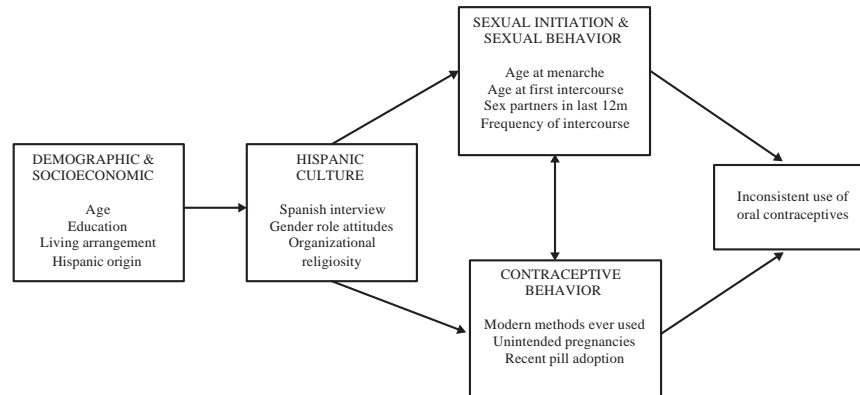 SEXUAL INITIATION &
SEXUAL BEHAVIOR
Age at menarche
Age at first intercourse
Sex partners in last 12m
Frequency of intercourse
DEMOGRAPHIC &
SOCIOECONOMIC
Age
Education
Living arrangement
Hispanic origin
HISPANIC
CULTURE
Spanish interview
Gender role attitudes
Organizational
religiosity
Inconsistent use of
oral contraceptives
CONTRACEPTIVE
BEHAVIOR
Modern methods ever used
Unintended pregnancies
Recent pill adoption